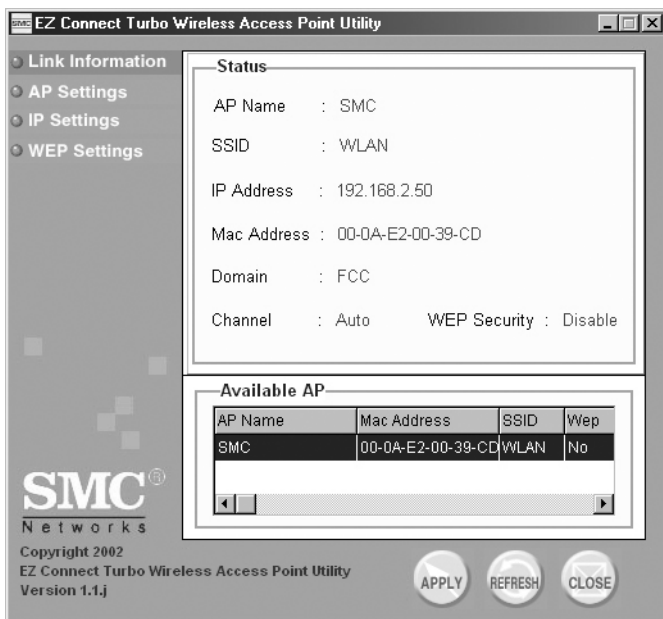 SMC EZ Connect Turbo Wireless Access Point Utility
Link Information
AP Settings
IP Settings
WEP Settings
Status
AP Name : SMC
SSID : WLAN
IP Address : 192.168.2.50
Mac Address : 00-0A-E2-00-39-CD
Domain : FCC
Channel : Auto WEP Security : Disable
Available AP
AP Name Mac Address SSID Wep
SMC 00-0A-E2-00-39-CD WLAN No
SMC®
Networks
Copyright 2002
EZ Connect Turbo Wireless Access Point Utility
Version 1.1.j
APPLY REFRESH CLOSE